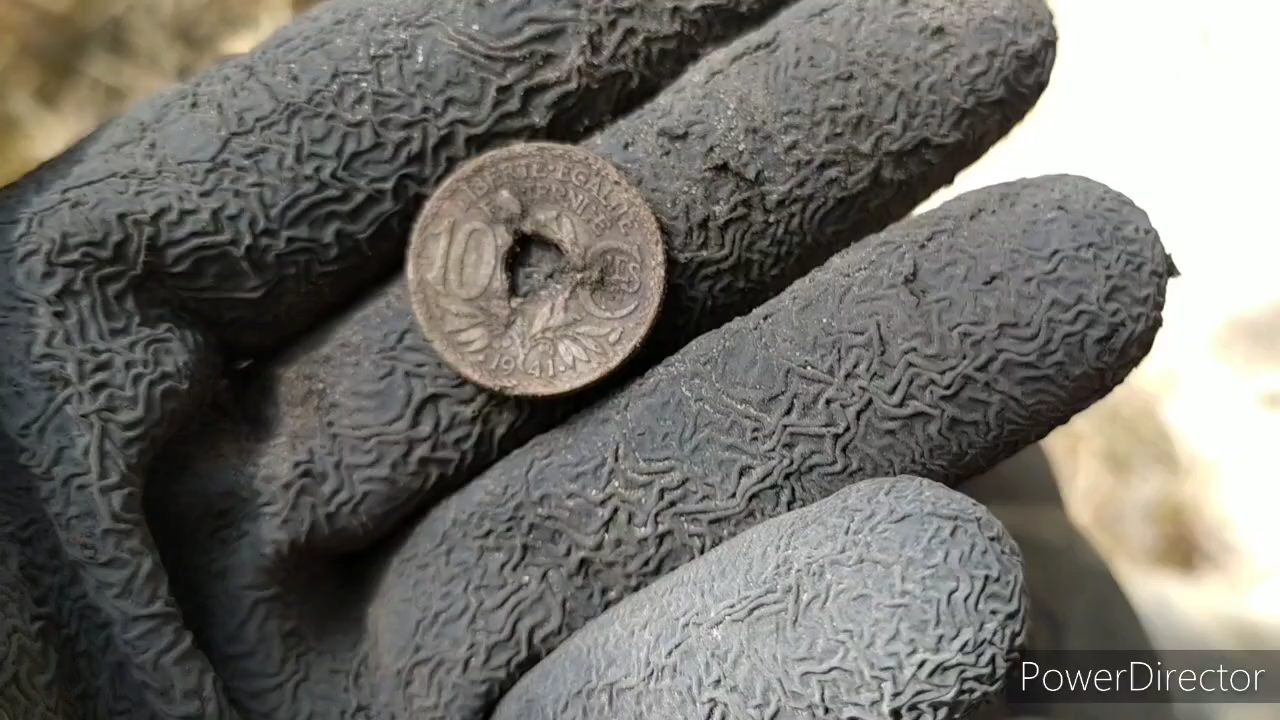 LIBERTE·EGALITE
FRATERNITE
10
CES
·1941·
PowerDirector